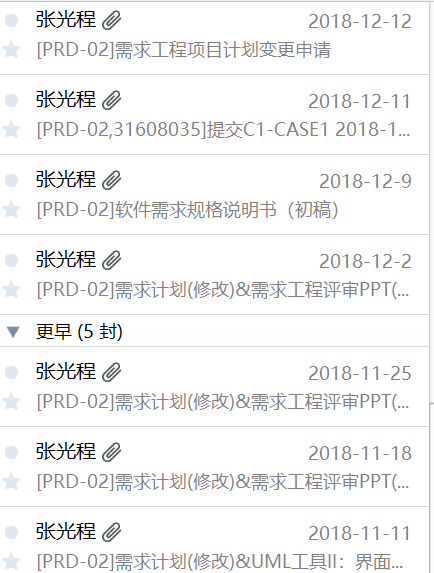 张光程 2018-12-12
[PRD-02]需求工程项目计划变更申请
张光程 2018-12-11
[PRD-02,31608035]提交C1-CASE1 2018-1...
张光程 2018-12-9
[PRD-02]软件需求规格说明书（初稿）
张光程 2018-12-2
[PRD-02]需求计划(修改)&需求工程评审PPT(...
更早 (5 封)
张光程 2018-11-25
[PRD-02]需求计划(修改)&需求工程评审PPT(...
张光程 2018-11-18
[PRD-02]需求计划(修改)&需求工程评审PPT(...
张光程 2018-11-11
[PRD-02]需求计划(修改)&UML工具II：界面...